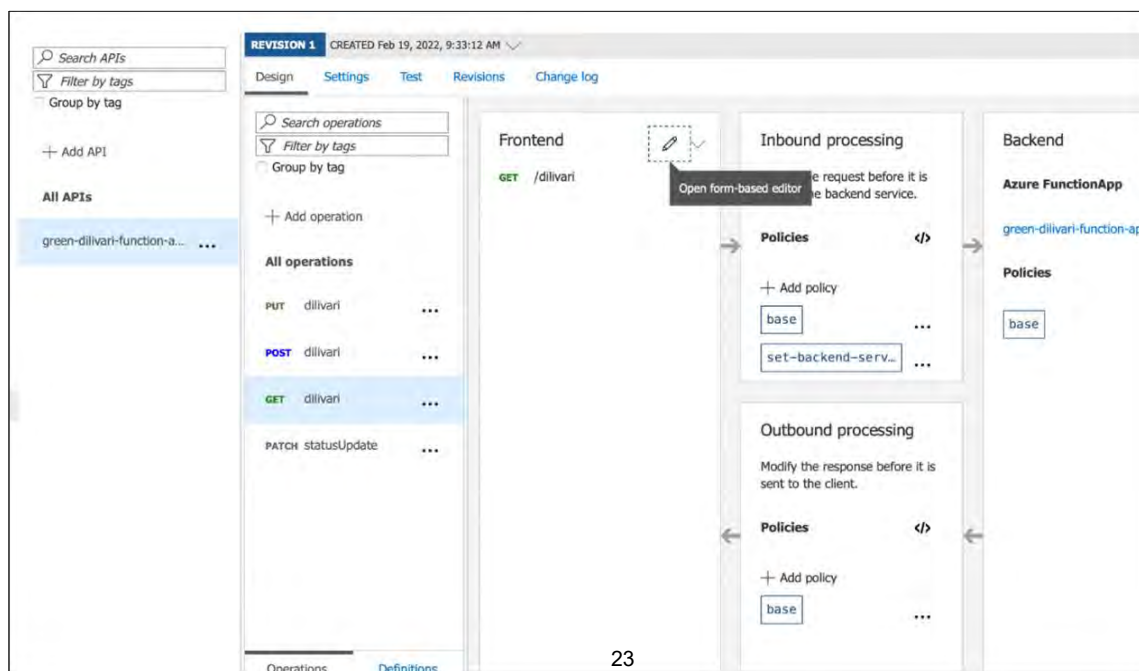 Search APIs
Filter by tags
Group by tag
+ Add API
All APIs
green-dilivari-function-a... ...
REVISION 1 CREATED Feb 19, 2022, 9:33:12 AM
Design Settings Test Revisions Change log
Search operations
Filter by tags
Group by tag
+ Add operation
All operations
PUT dilivari ...
POST dilivari ...
GET dilivari ...
PATCH statusUpdate ...
Operations Definitions
Frontend
GET /dilivari
Open form-based editor
Inbound processing
request before it is
backend service.
Policies </>
+ Add policy
base ...
set-backend-serv... ...
Outbound processing
Modify the response before it is
sent to the client.
Policies </>
+ Add policy
base ...
Backend
Azure FunctionApp
green-dilivari-function-ap
Policies
base
23